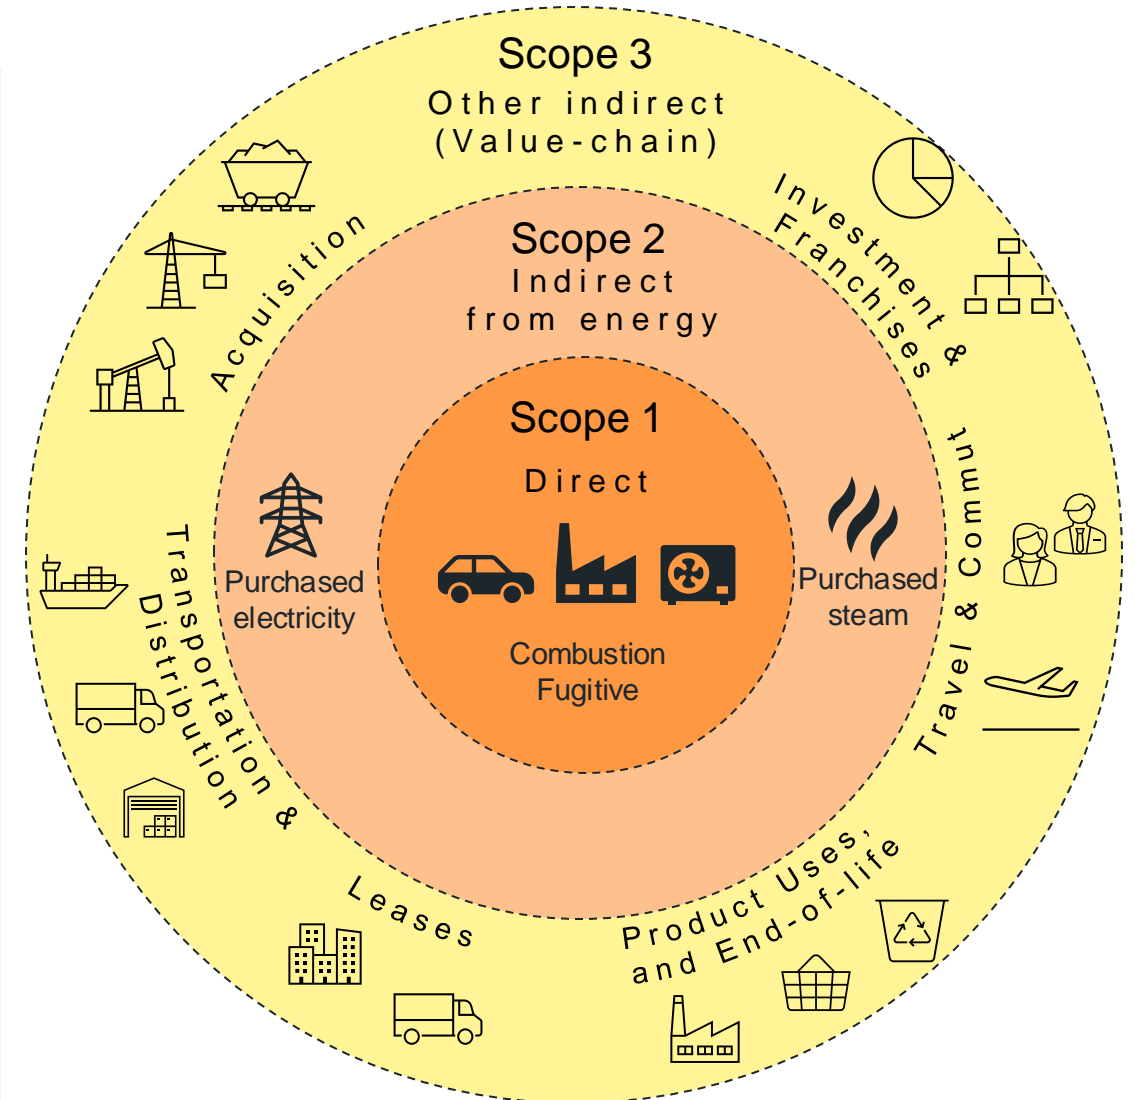 Scope 3
Other indirect
(Value-chain)
Acquisition
Investment &
Franchises
Scope 2
Indirect
from energy
Scope 1
Direct
Purchased
electricity
Purchased
steam
Combustion
Fugitive
Transportation &
Distribution
Travel & Commut
Leases
Product Uses,
and End-of-life